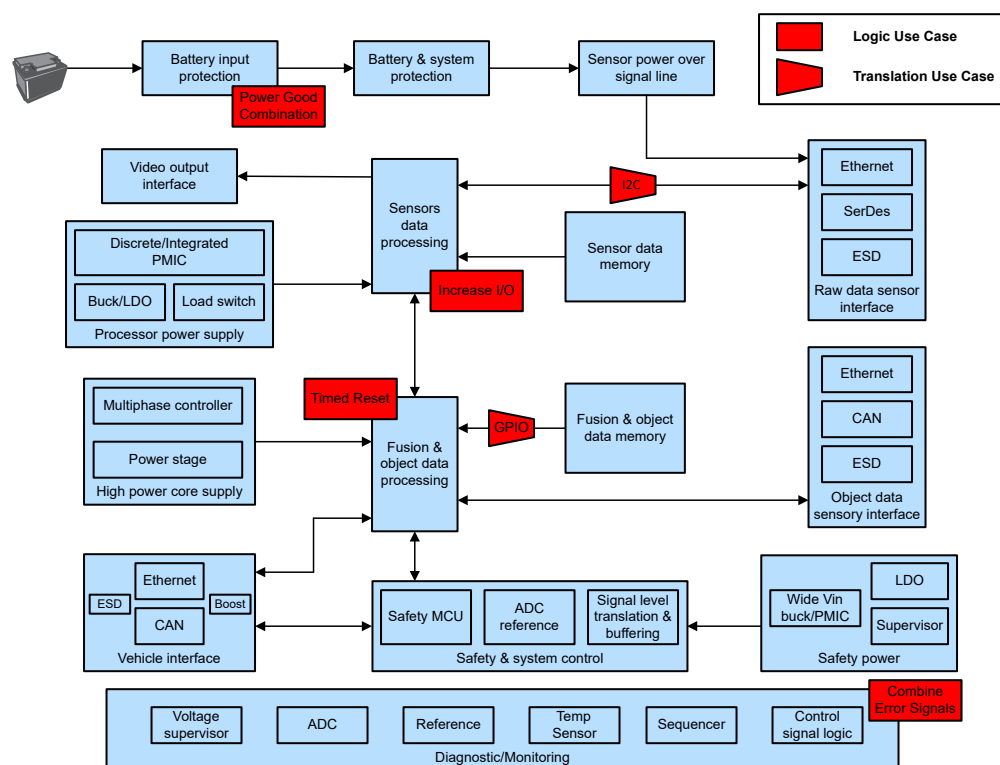 Battery input
protection
Power Good
Combination
Battery & system
protection
Sensor power over
signal line
Logic Use Case
Translation Use Case
Video output
interface
Sensors
data
processing
Increase I/O
I2C
Ethernet
SerDes
ESD
Raw data sensor
interface
Discrete/Integrated
PMIC
Buck/LDO
Load switch
Processor power supply
Sensor data
memory
Timed Reset
Multiphase controller
Power stage
High power core supply
Fusion &
object data
processing
GPIO
Fusion & object
data memory
Ethernet
CAN
ESD
Object data
sensory interface
Ethernet
ESD
Boost
CAN
Vehicle interface
Safety MCU
ADC
reference
Signal level
translation &
buffering
Safety & system control
LDO
Wide Vin
buck/PMIC
Supervisor
Safety power
Combine
Error Signals
Voltage
supervisor
ADC
Reference
Temp
Sensor
Sequencer
Control
signal logic
Diagnostic/Monitoring